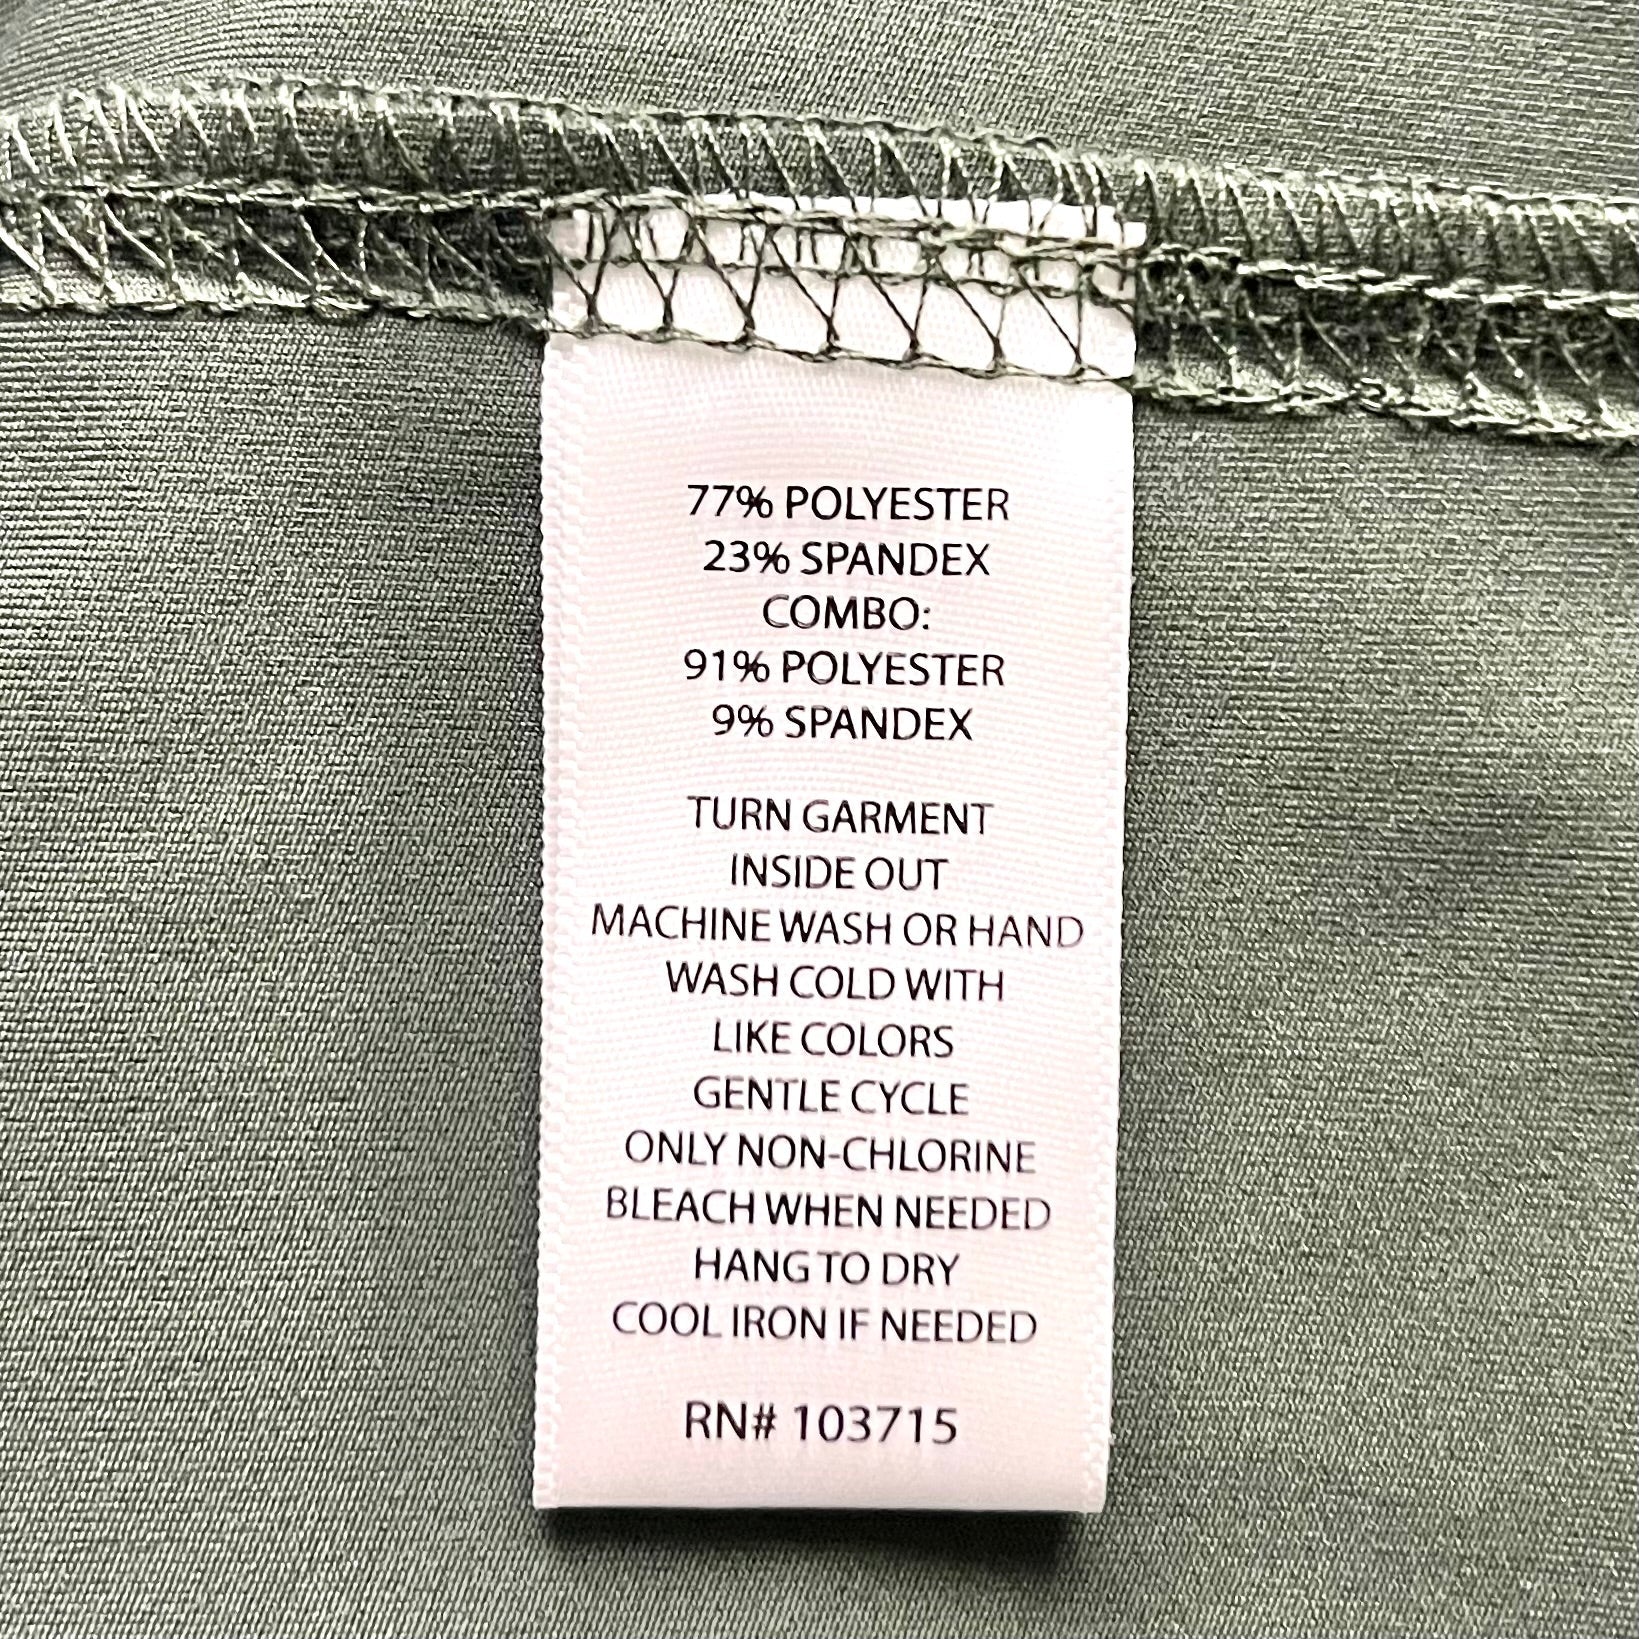 77% POLYESTER
23% SPANDEX
COMBO:
91% POLYESTER
9% SPANDEX
TURN GARMENT
INSIDE OUT
MACHINE WASH OR HAND
WASH COLD WITH
LIKE COLORS
GENTLE CYCLE
ONLY NON-CHLORINE
BLEACH WHEN NEEDED
HANG TO DRY
COOL IRON IF NEEDED
RN# 103715